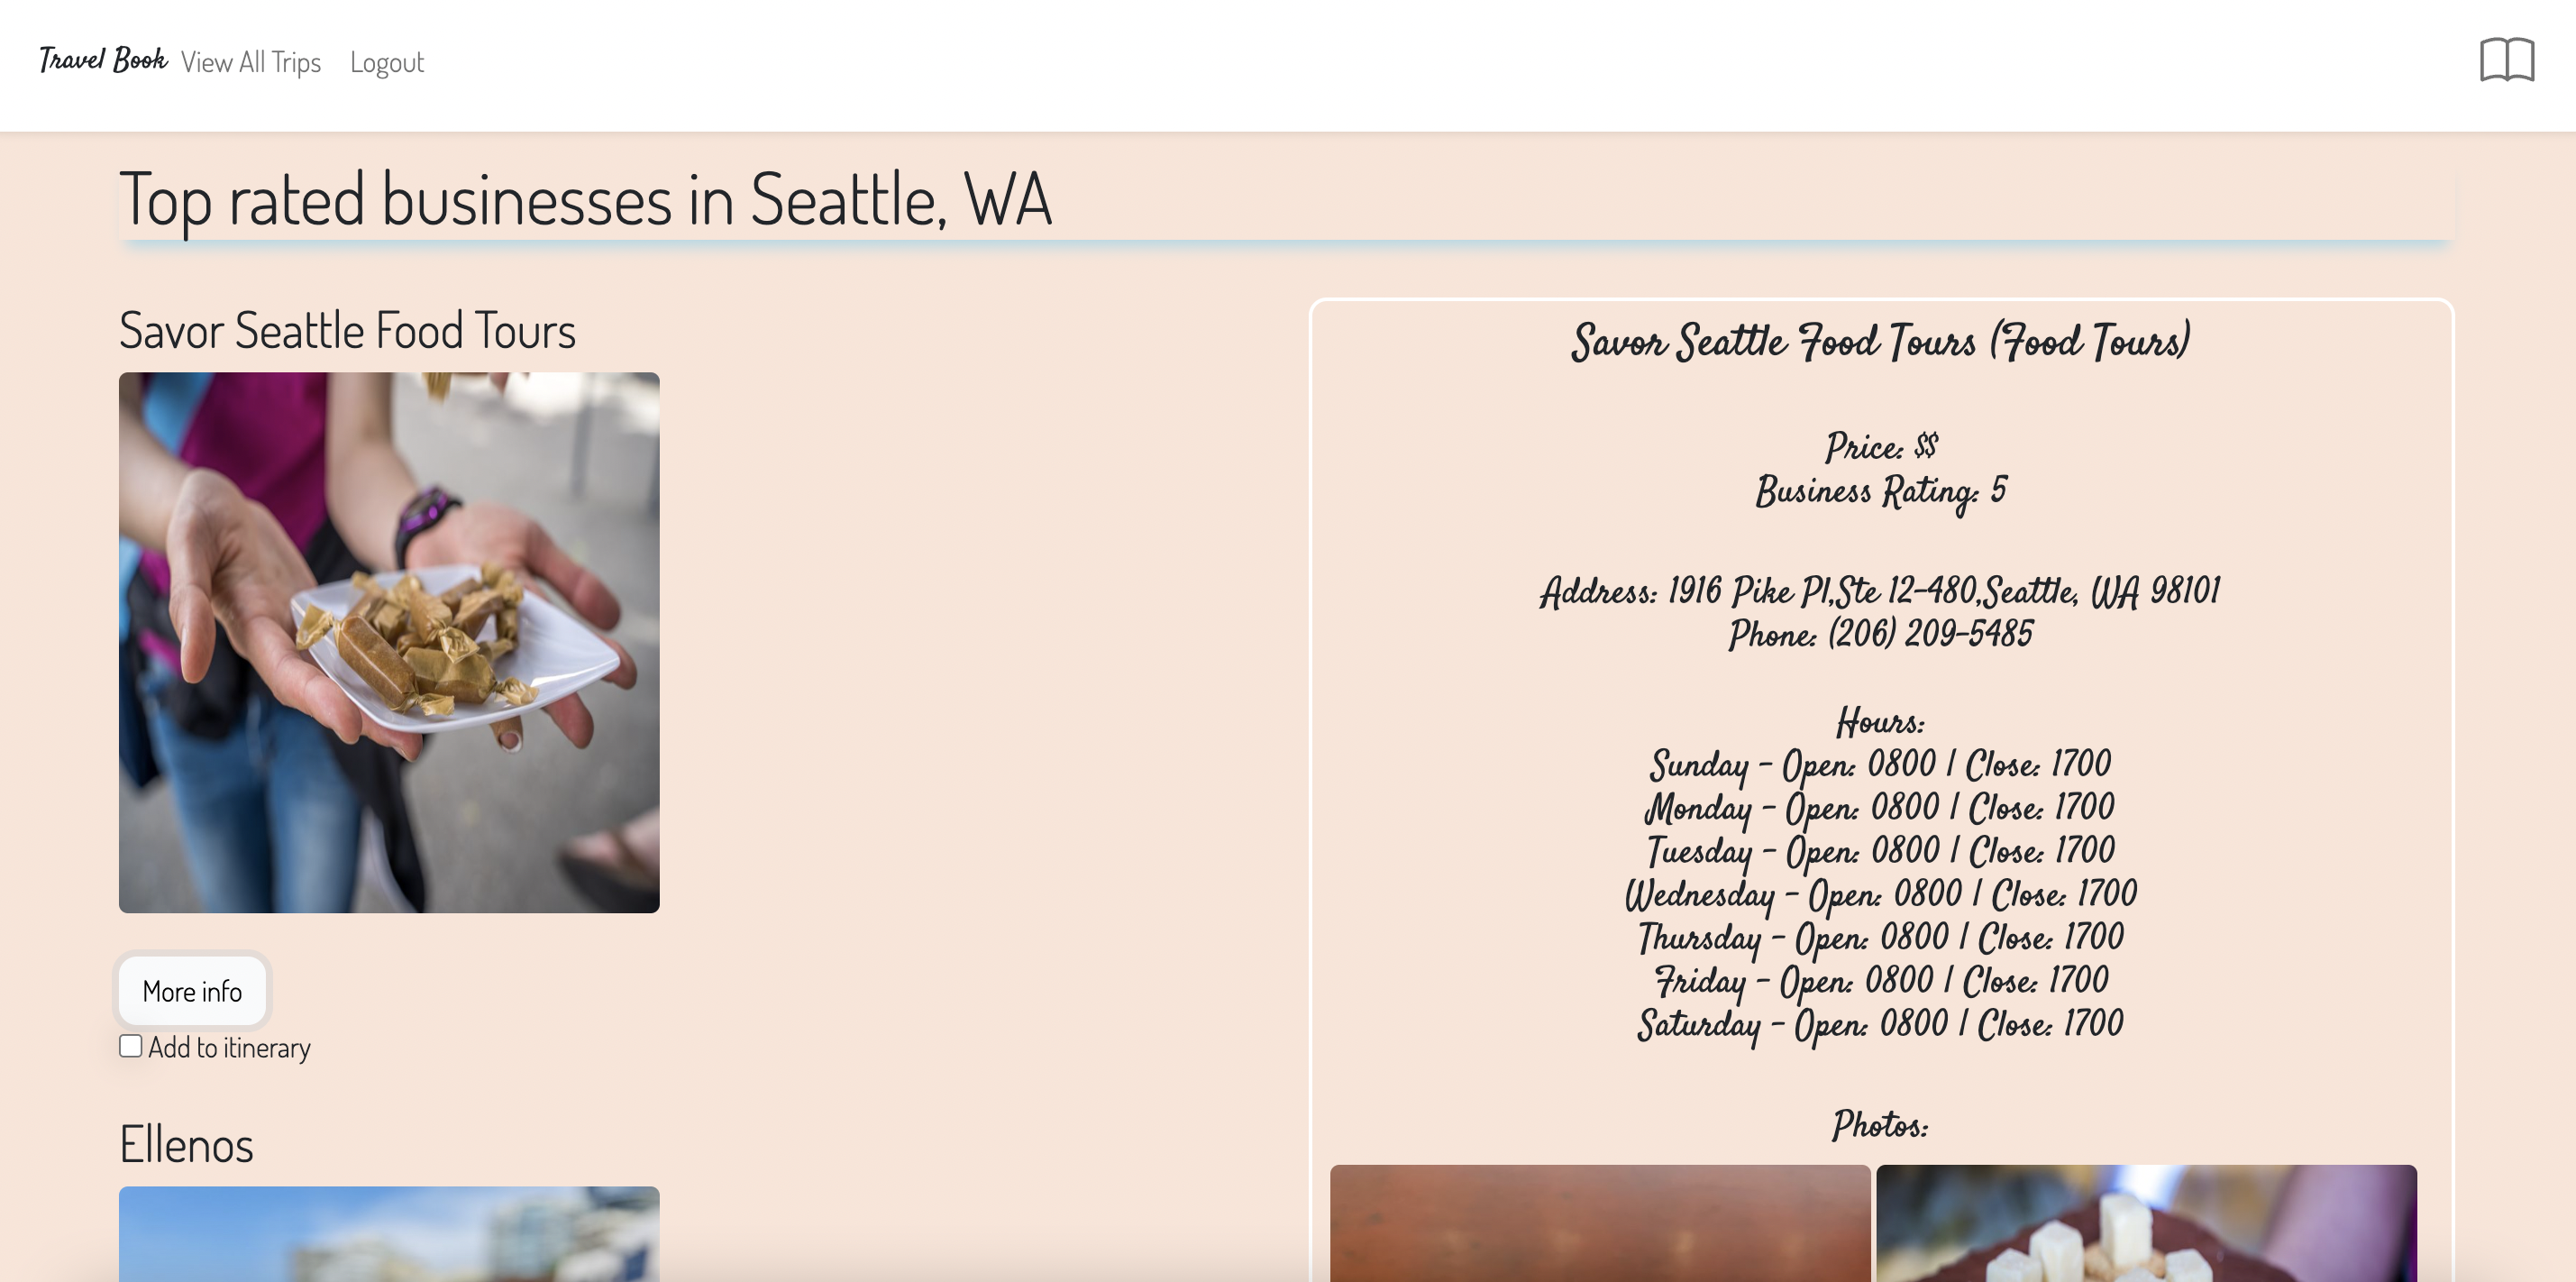 Travel Book View All Trips Logout
Top rated businesses in Seattle, WA
Savor Seattle Food Tours
More info
Add to itinerary
Ellenos
Savor Seattle Food Tours (Food Tours)
Price: $$
Business Rating: 5
Address: 1916 Pike Pl,Ste 12-480,Seattle, WA 98101
Phone: (206) 209-5485
Hours:
Sunday - Open: 0800 | Close: 1700
Monday - Open: 0800 | Close: 1700
Tuesday - Open: 0800 | Close: 1700
Wednesday - Open: 0800 | Close: 1700
Thursday - Open: 0800 | Close: 1700
Friday - Open: 0800 | Close: 1700
Saturday - Open: 0800 | Close: 1700
Photos: